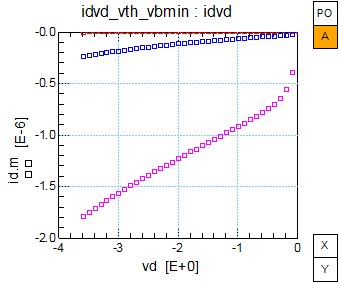 idvd_vth_vbmin : idvd
PO
A
-0.0
-0.5
-1.0
-1.5
-2.0
id.m [E-6]
-4
-3
-2
-1
0
vd [E+0]
X
Y